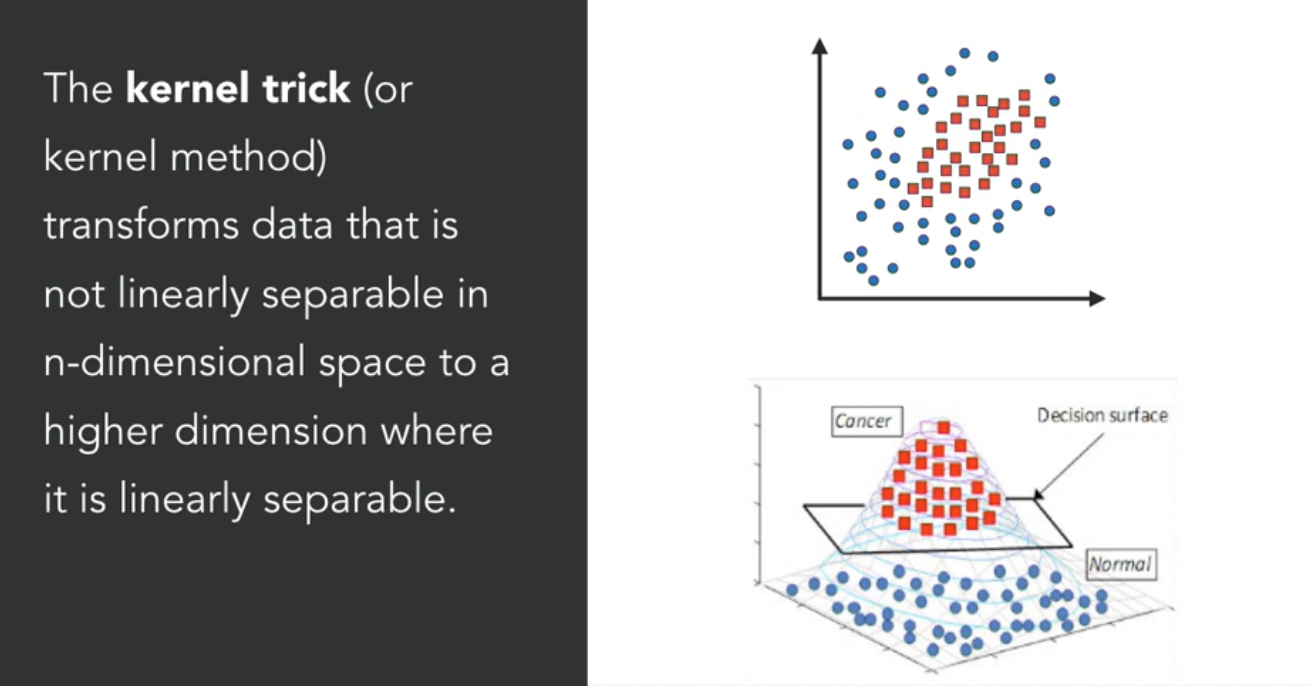 The kernel trick (or
kernel method)
transforms data that is
not linearly separable in
n-dimensional space to a
higher dimension where
it is linearly separable.
Cancer
Decision surface
Normal